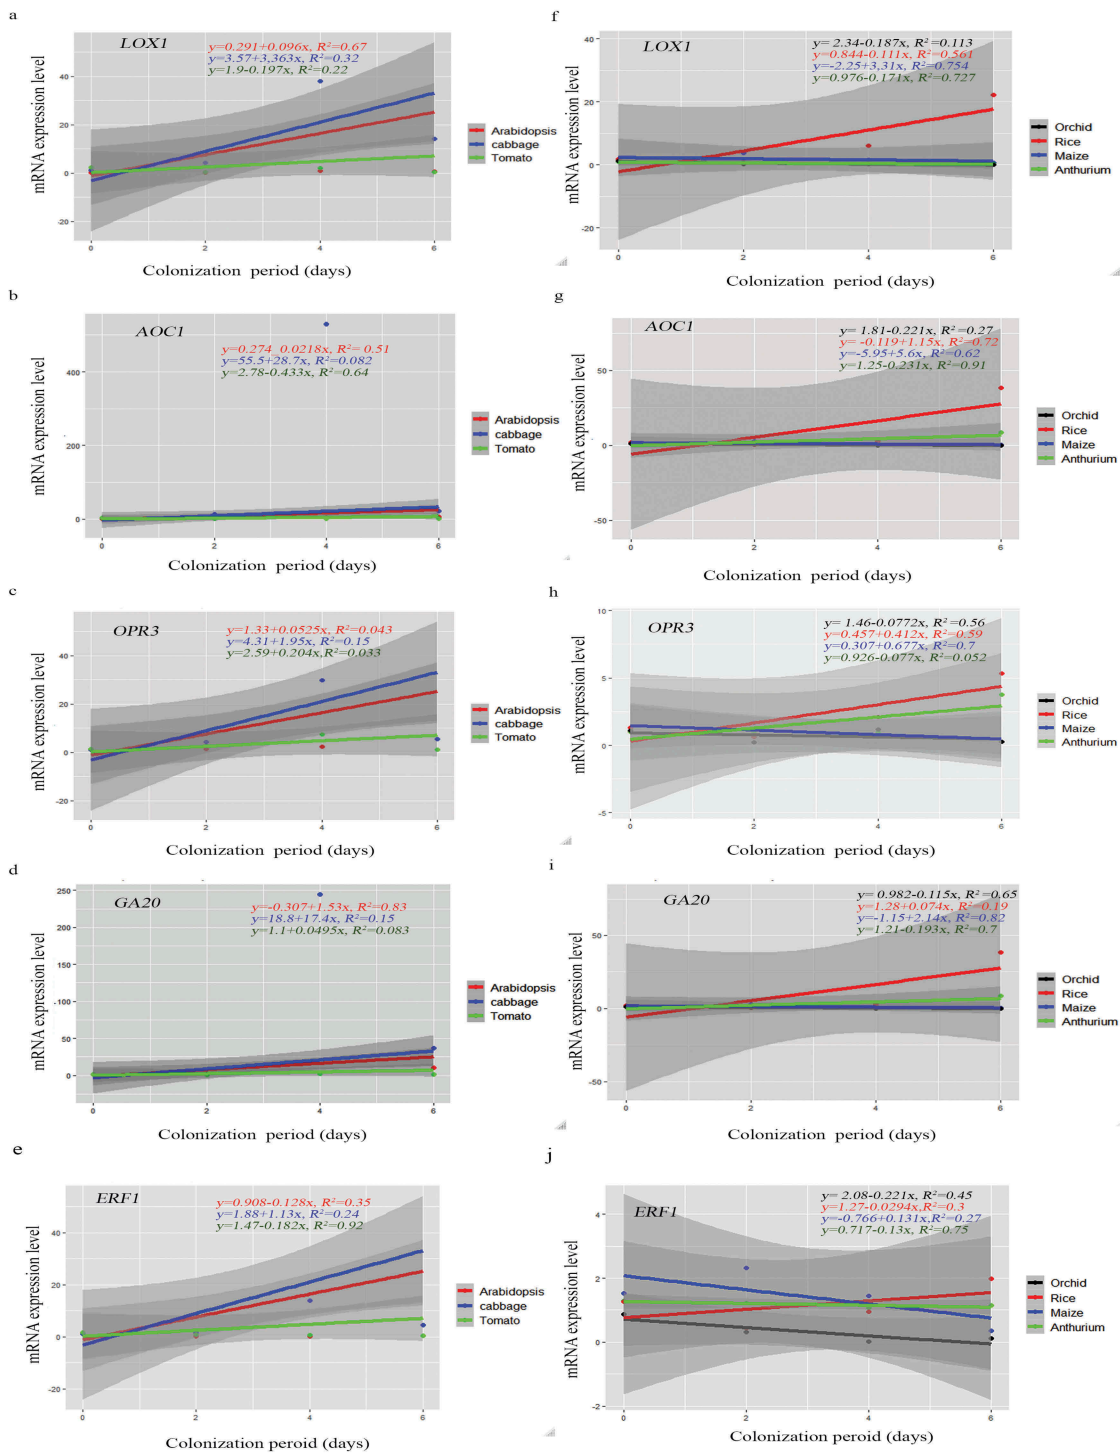 a
LOX1
y=0.291+0.096x, R²=0.67
y=3.57+3,363x, R²=0.32
y=1.9-0.197x, R²=0.22
mRNA expression level
40
20
0
-20
0 2 4 6
Colonization period (days)
Arabidopsis
cabbage
Tomato
f
LOX1
y= 2.34-0.187x, R²=0.113
y=0.844-0.111x, R²=0.561
y=-2.25+3,31x, R²=0.754
y=0.976-0.171x, R²=0.727
mRNA expression level
40
20
0
-20
0 2 4 6
Colonization period (days)
Orchid
Rice
Maize
Anthurium
b
AOC1
y=0.274_0.0218x, R²= 0.51
y=55.5+28.7x, R²=0.082
y=2.78-0.433x, R²=0.64
mRNA expression level
400
200
0
0 2 4 6
Colonization period (days)
Arabidopsis
cabbage
Tomato
g
AOC1
y= 1.81-0.221x, R²=0.27
y= -0.119+1.15x, R²=0.72
y=-5.95+5.6x, R²=0.62
y=1.25-0.231x, R²=0.91
mRNA expression level
50
0
-50
0 2 4 6
Colonization period (days)
Orchid
Rice
Maize
Anthurium
c
OPR3
y=1.33+0.0525x, R²=0.043
y=4.31+1.95x, R²=0.15
y=2.59+0.204x,R²=0.033
mRNA expression level
40
20
0
-20
0 2 4 6
Colonization period (days)
Arabidopsis
cabbage
Tomato
h
OPR3
y= 1.46-0.0772x, R²=0.56
y=0.457+0.412x, R²=0.59
y=0.307+0.677x, R²=0.7
y=0.926-0.077x, R²=0.052
mRNA expression level
10
5
0
-5
0 2 4 6
Colonization period (days)
Orchid
Rice
Maize
Anthurium
d
GA20
y=-0.307+1.53x, R²=0.83
y=18.8+17.4x, R²=0.15
y=1.1+0.0495x, R²=0.083
mRNA expression level
250
200
150
100
50
0
0 2 4 6
Colonization period (days)
Arabidopsis
cabbage
Tomato
i
GA20
y= 0.982-0.115x, R²=0.65
y=1.28+0.074x, R²=0.19
y=-1.15+2.14x, R²=0.82
y=1.21-0.193x, R²=0.7
mRNA expression level
50
0
-50
0 2 4 6
Colonization period (days)
Orchid
Rice
Maize
Anthurium
e
ERF1
y=0.908-0.128x, R²=0.35
y=1.88+1.13x, R²=0.24
y=1.47-0.182x, R²=0.92
mRNA expression level
40
20
0
-20
0 2 4 6
Colonization peroid (days)
Arabidopsis
cabbage
Tomato
j
ERF1
y= 2.08-0.221x, R²=0.45
y=1.27-0.0294x,R²=0.3
y=-0.766+0.131x,R²=0.27
y=0.717-0.13x, R²=0.75
mRNA expression level
4
2
0
-2
0 2 4 6
Colonization period (days)
Orchid
Rice
Maize
Anthurium